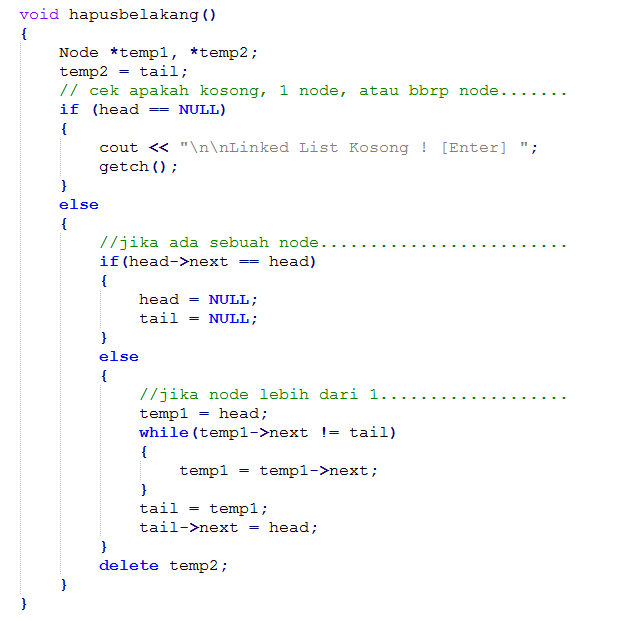 void hapusbelakang()
{
    Node *temp1, *temp2;
    temp2 = tail;
    // cek apakah kosong, 1 node, atau bbrp node.......
    if (head == NULL)
    {
        cout << "\n\nLinked List Kosong ! [Enter] ";
        getch();
    }
    else
    {
        //jika ada sebuah node.........................
        if(head->next == head)
        {
            head = NULL;
            tail = NULL;
        }
        else
        {
            //jika node lebih dari 1...................
            temp1 = head;
            while(temp1->next != tail)
            {
                temp1 = temp1->next;
            }
            tail = temp1;
            tail->next = head;
        }
        delete temp2;
    }
}